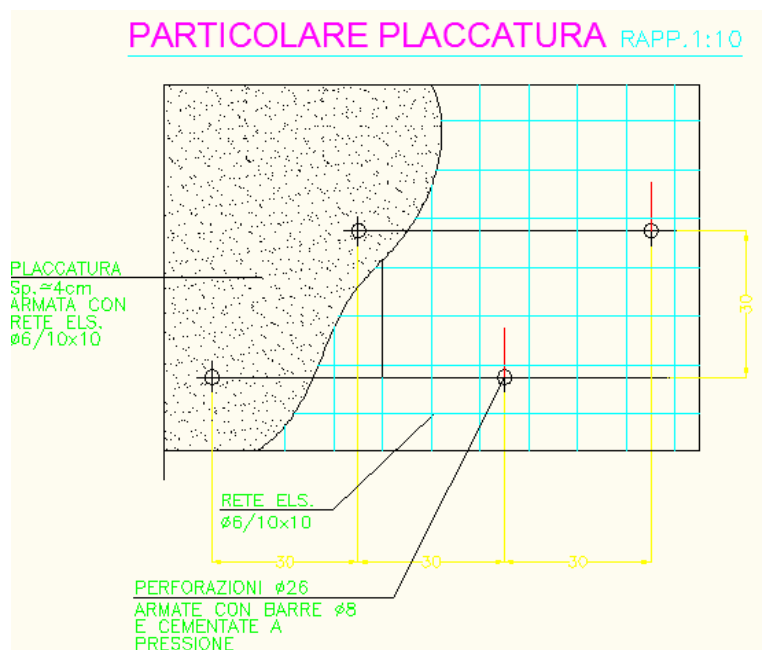 PARTICOLARE PLACCATURA RAPP.1:10
PLACCATURA
Sp.≃4cm
ARMATA CON
RETE ELS.
ø6/10x10
30
RETE ELS.
ø6/10x10
30 30 30
PERFORAZIONI ø26
ARMATE CON BARRE ø8
E CEMENTATE A
PRESSIONE